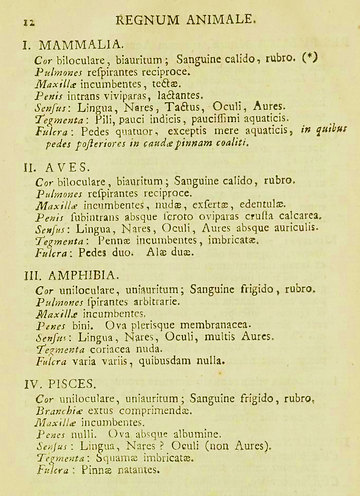 12 REGNUM ANIMALE.
I. MAMMALIA.
Cor biloculare, biauritum; Sanguine calido, rubro. (*)
Pulmones reſpirantes reciproce.
Maxillæ incumbentes, tectæ.
Penis intrans viviparas, lactantes.
Senſus: Lingua, Nares, Tactus, Oculi, Aures.
Tegmenta: Pili, pauci indicis, pauciſſimi aquaticis.
Fulcra: Pedes quatuor, exceptis mere aquaticis, in quibus
pedes poſteriores in caudæ pinnam coaliti.
II. AVES.
Cor biloculare, biauritum; Sanguine calido, rubro.
Pulmones reſpirantes reciproce.
Maxillæ incumbentes, nudæ, exſertæ, edentulæ.
Penis ſubintrans absque ſcroto oviparas cruſta calcarea.
Senſus: Lingua, Nares, Oculi, Aures absque auriculis.
Tegmenta: Pennæ incumbentes, imbricatæ.
Fulcra: Pedes duo. Alæ duæ.
III. AMPHIBIA.
Cor uniloculare, uniauritum; Sanguine frigido, rubro.
Pulmones ſpirantes arbitrarie.
Maxillæ incumbentes.
Penes bini. Ova plerisque membranacea.
Senſus: Lingua, Nares, Oculi, multis Aures.
Tegmenta coriacea nuda.
Fulcra varia variis, quibusdam nulla.
IV. PISCES.
Cor uniloculare, uniauritum; Sanguine frigido, rubro.
Branchiæ extus comprimendæ.
Maxillæ incumbentes.
Penes nulli. Ova absque albumine.
Senſus: Lingua, Nares? Oculi (non Aures).
Tegmenta: Squamæ imbricatæ.
Fulcra: Pinnæ natantes.